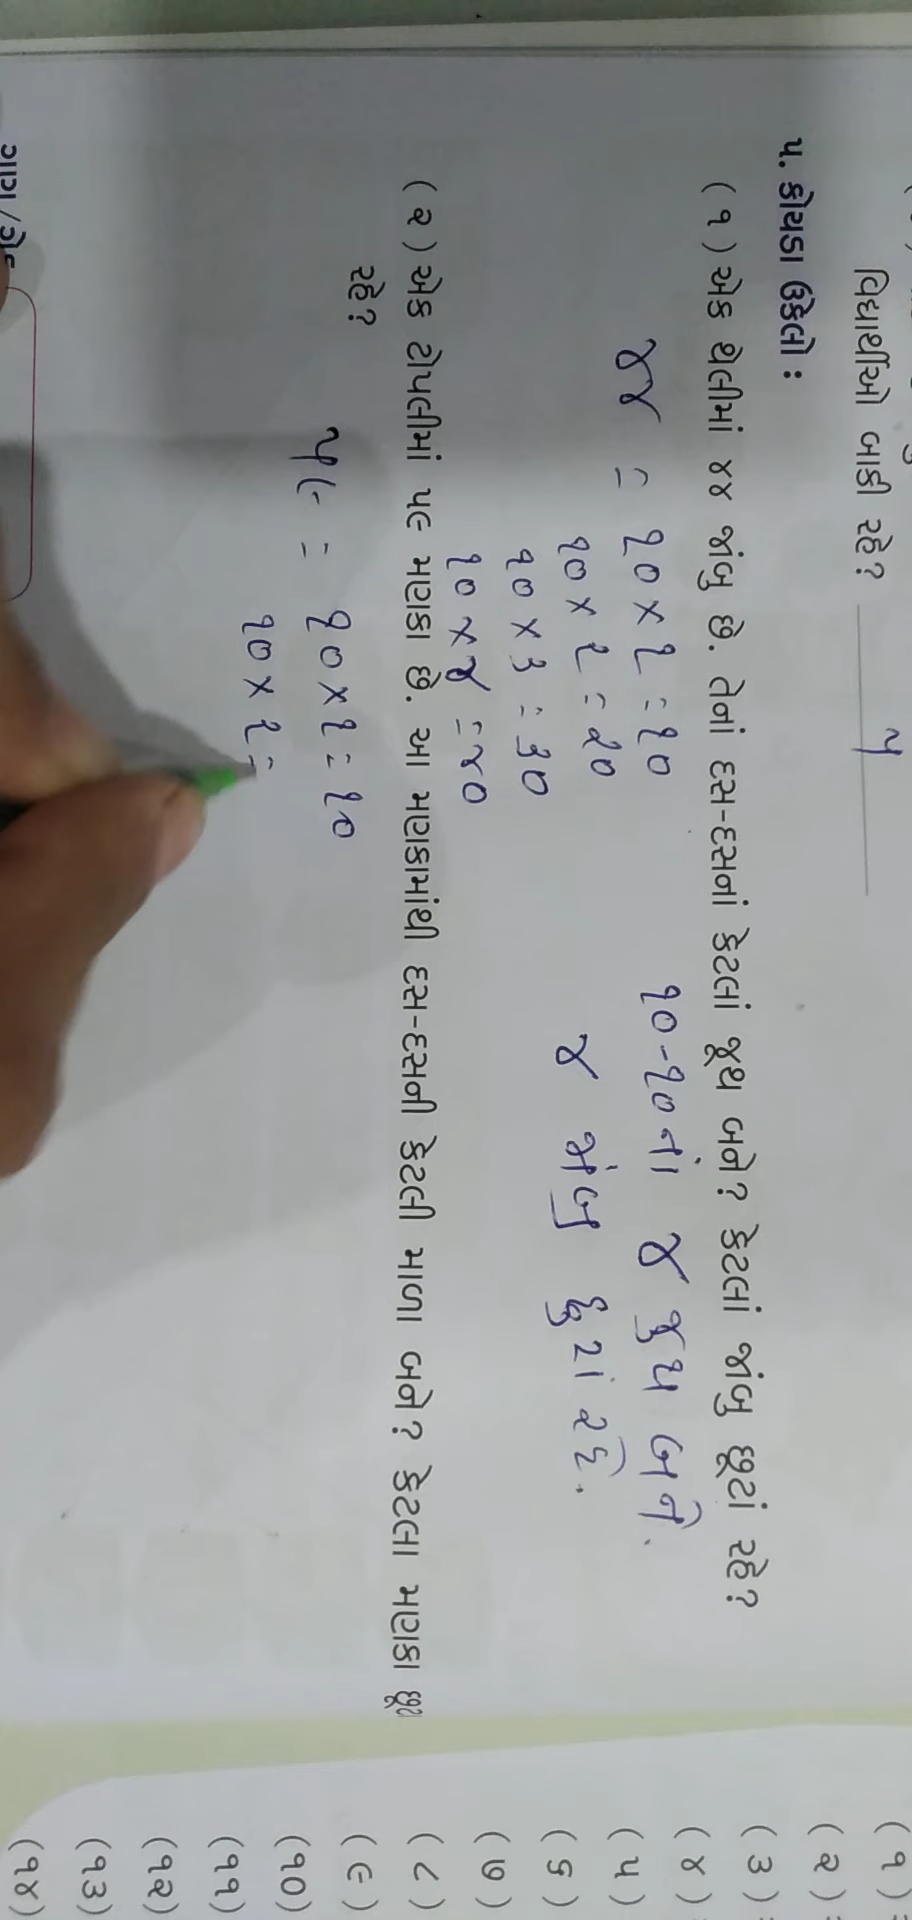 વિદ્યાર્થીઓ બાકી રહે? ૫
૫. કોયડા ઉકેલો :
(૧) એક થેલીમાં ૪૪ જાંબુ છે. તેનાં દસ-દસનાં કેટલાં જૂથ બને? કેટલાં જાંબુ છૂટાં રહે?
૪૪ = ૧૦ × ૧ = ૧૦
૧૦ × ૨ = ૨૦
૧૦ × ૩ = ૩૦
૧૦ × ૪ = ૪૦
૧૦-૧૦નાં ૪ જુથ બને.
૪ જાંબુ છુટાં રહે.
(૨) એક ટોપલીમાં ૫૯ મણકા છે. આ મણકામાંથી દસ-દસની કેટલી માળા બને? કેટલા મણકા છૂટા
રહે?
૫૯ = ૧૦ × ૧ = ૧૦
૧૦ × ૨ =
(૧) =
(૨) =
(૩) =
(૪)
(૫)
(૬)
(૭)
(૮)
(૯)
(૧૦)
(૧૧)
(૧૨)
(૧૩)
(૧૪)